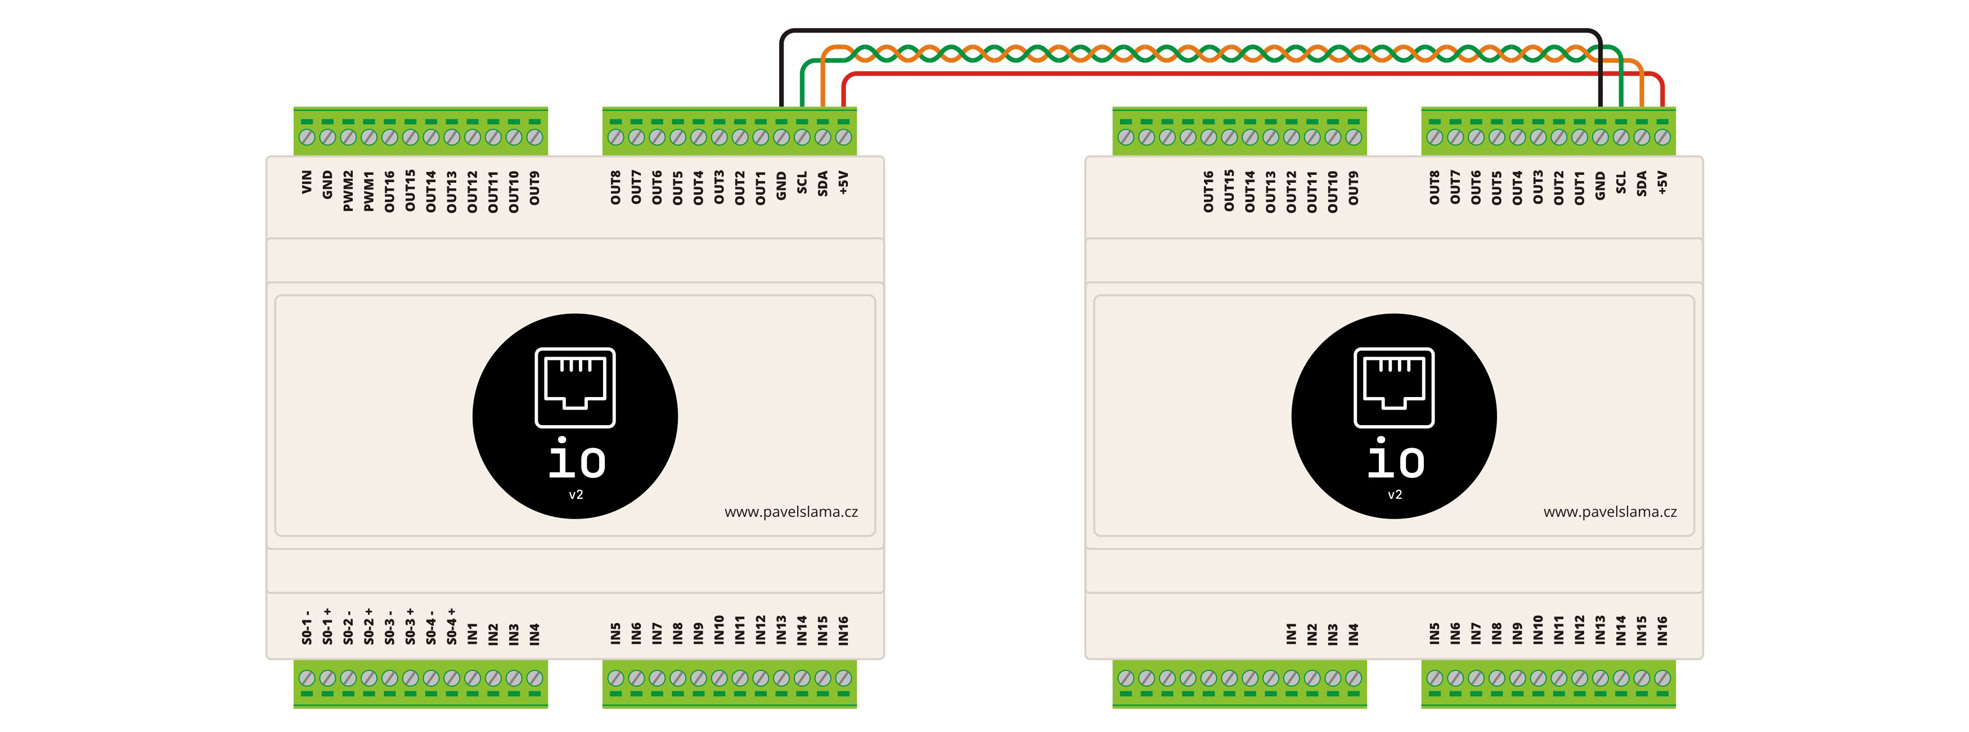 VIN GND PWM2 PWM1 OUT16 OUT15 OUT14 OUT13 OUT12 OUT11 OUT10 OUT9
OUT8 OUT7 OUT6 OUT5 OUT4 OUT3 OUT2 OUT1 GND SCL SDA +5V
io
v2
www.pavelslama.cz
S0-1 - S0-1 + S0-2 - S0-2 + S0-3 - S0-3 + S0-4 - S0-4 + IN1 IN2 IN3 IN4
IN5 IN6 IN7 IN8 IN9 IN10 IN11 IN12 IN13 IN14 IN15 IN16
OUT16 OUT15 OUT14 OUT13 OUT12 OUT11 OUT10 OUT9
OUT8 OUT7 OUT6 OUT5 OUT4 OUT3 OUT2 OUT1 GND SCL SDA +5V
io
v2
www.pavelslama.cz
IN1 IN2 IN3 IN4
IN5 IN6 IN7 IN8 IN9 IN10 IN11 IN12 IN13 IN14 IN15 IN16